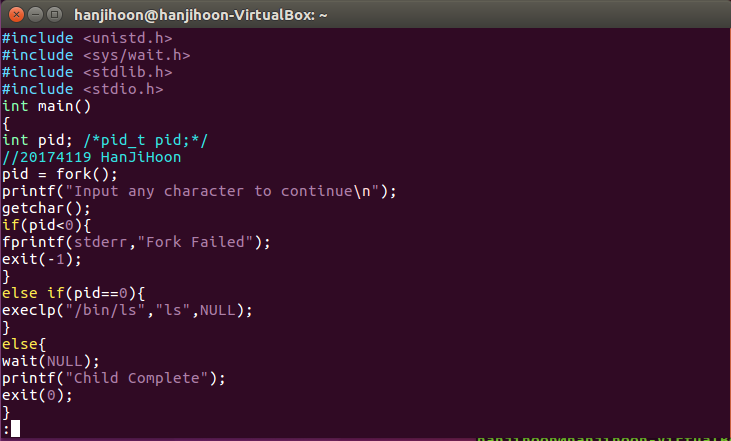 hanjihoon@hanjihoon-VirtualBox: ~
#include <unistd.h>
#include <sys/wait.h>
#include <stdlib.h>
#include <stdio.h>
int main()
{
int pid; /*pid_t pid;*/
//20174119 HanJiHoon
pid = fork();
printf("Input any character to continue\n");
getchar();
if(pid<0){
fprintf(stderr,"Fork Failed");
exit(-1);
}
else if(pid==0){
execlp("/bin/ls","ls",NULL);
}
else{
wait(NULL);
printf("Child Complete");
exit(0);
}
: